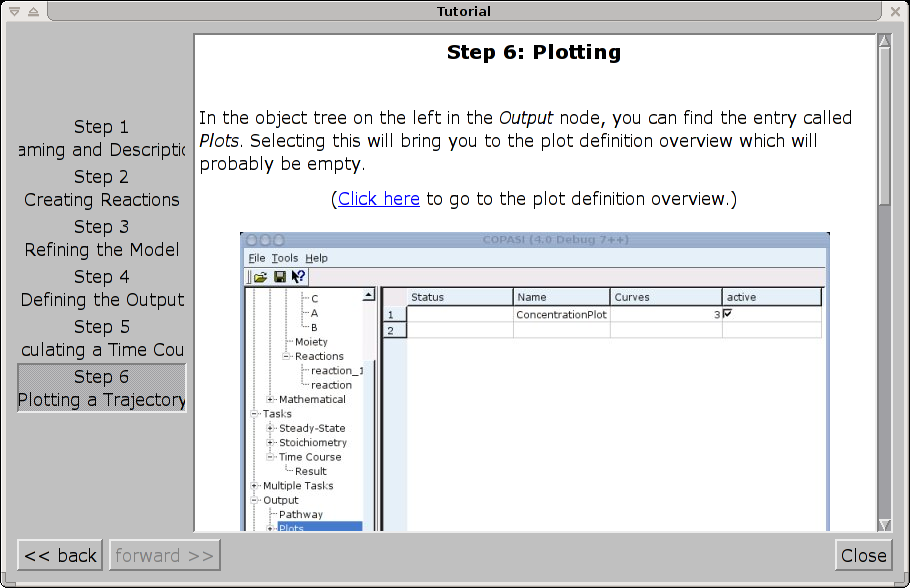 Tutorial
Step 1
aming and Descriptic
Step 2
Creating Reactions
Step 3
Refining the Model
Step 4
Defining the Output
Step 5
culating a Time Cou
Step 6
Plotting a Trajectory
Step 6: Plotting
In the object tree on the left in the Output node, you can find the entry called
Plots. Selecting this will bring you to the plot definition overview which will
probably be empty.
(Click here to go to the plot definition overview.)
COPASI (4.0 Debug 7++)
File Tools Help
C
A
B
Moiety
Reactions
reaction_1
reaction
Mathematical
Tasks
Steady-State
Stoichiometry
Time Course
Result
Multiple Tasks
Output
Pathway
Plots
Status Name Curves active
1 ConcentrationPlot 3
2
<< back forward >> Close